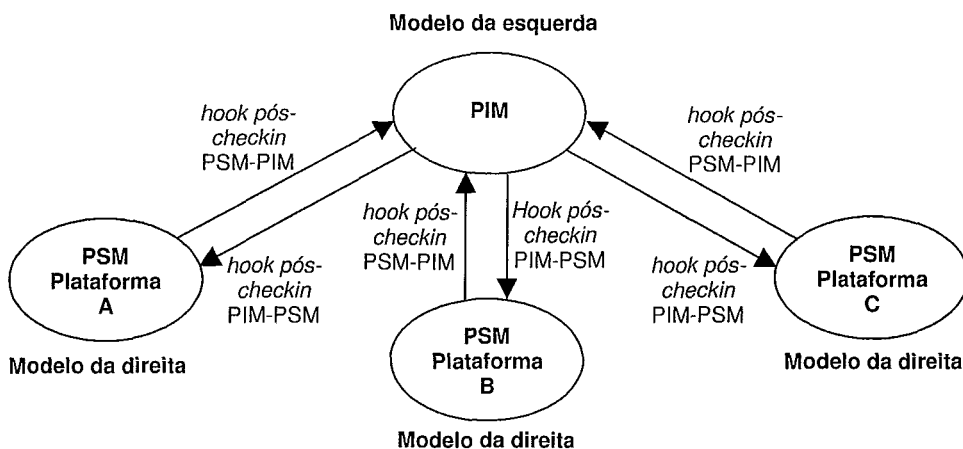 Modelo da esquerda
PIM
hook pós-
checkin
PSM-PIM
hook pós-
checkin
PSM-PIM
hook pós-
checkin
PSM-PIM
Hook pós-
checkin
PIM-PSM
PSM
Plataforma
A
hook pós-
checkin
PIM-PSM
hook pós-
checkin
PIM-PSM
PSM
Plataforma
C
Modelo da direita
PSM
Plataforma
B
Modelo da direita
Modelo da direita